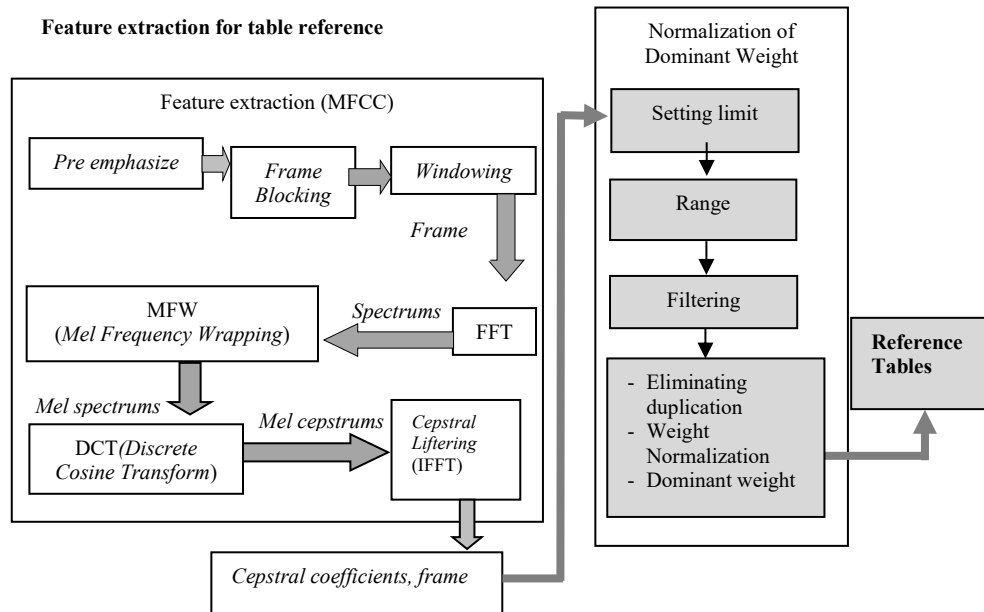 Feature extraction for table reference
Feature extraction (MFCC)
Pre emphasize
Frame
Blocking
Windowing
Frame
FFT
Spectrums
MFW
(Mel Frequency Wrapping)
Mel spectrums
DCT(Discrete
Cosine Transform)
Mel cepstrums
Cepstral
Liftering
(IFFT)
Cepstral coefficients, frame
Normalization of
Dominant Weight
Setting limit
Range
Filtering
- Eliminating
duplication
- Weight
Normalization
- Dominant weight
Reference
Tables